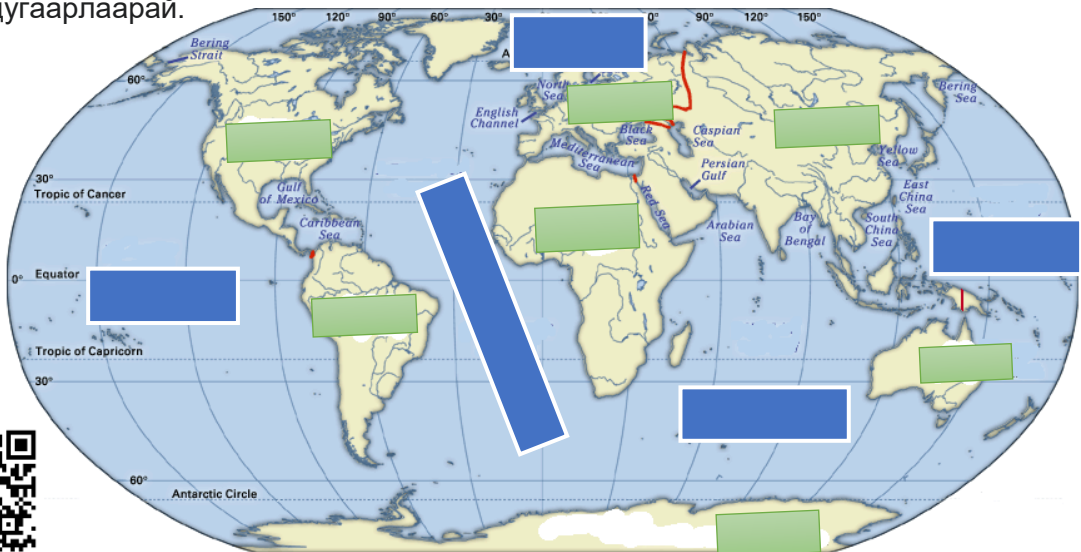 дугаарлаарай.
150° 120° 90° 60° 30° 0° 90° 120° 150°
Bering
Strait
A
60°
North
Sea
Bering
Sea
English
Channel
Black
Sea
Caspian
Sea
Mediterranean
Sea
Yellow
Sea
Persian
Gulf
30°
Tropic of Cancer
Gulf
of Mexico
Red Sea
East
China
Sea
Caribbean
Sea
Arabian
Sea
Bay
of
Bengal
South
China
Sea
0°
Equator
Tropic of Capricorn
30°
60°
Antarctic Circle